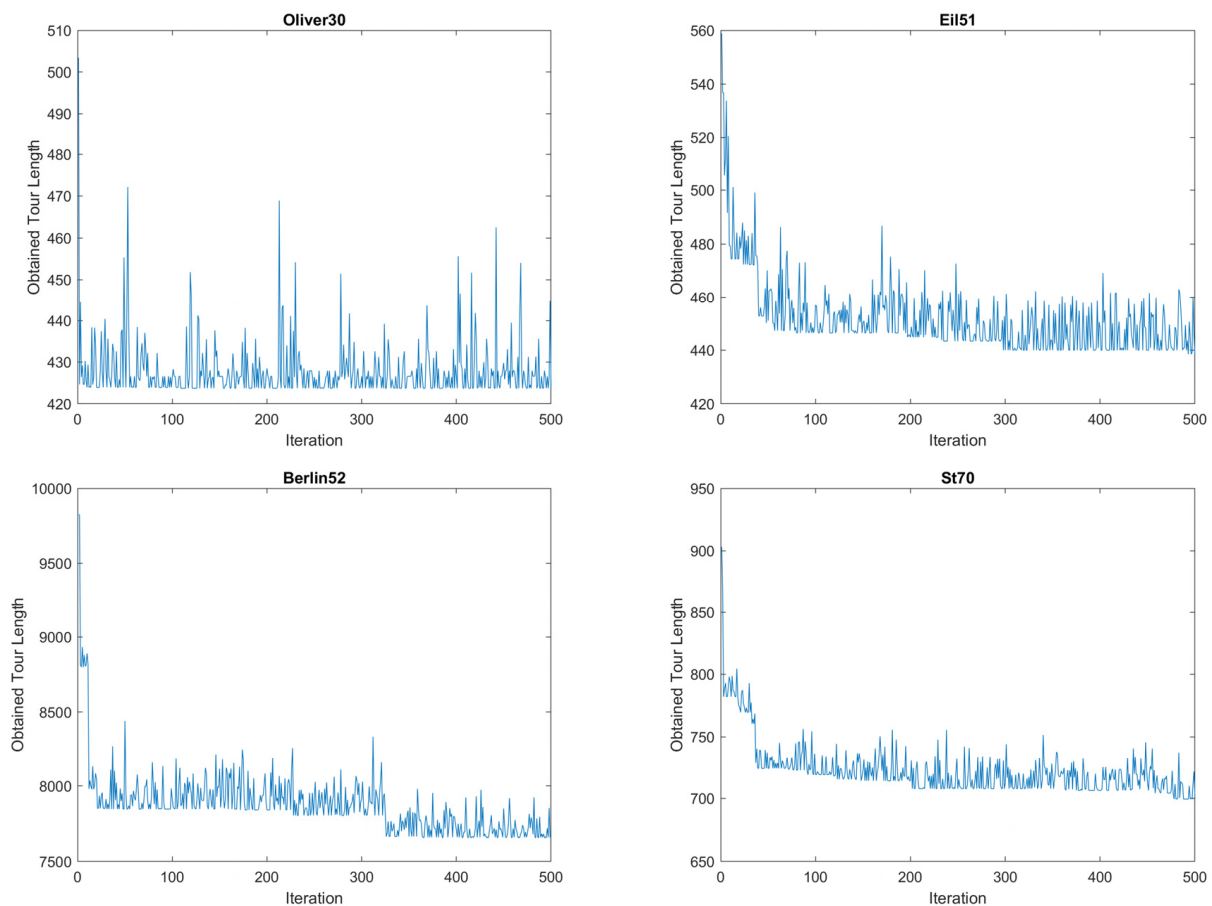 Oliver30
510
500
490
480
470
460
450
440
430
420
Obtained Tour Length
0 100 200 300 400 500
Iteration
Eil51
560
540
520
500
480
460
440
420
Obtained Tour Length
0 100 200 300 400 500
Iteration
Berlin52
10000
9500
9000
8500
8000
7500
Obtained Tour Length
0 100 200 300 400 500
Iteration
St70
950
900
850
800
750
700
650
Obtained Tour Length
0 100 200 300 400 500
Iteration